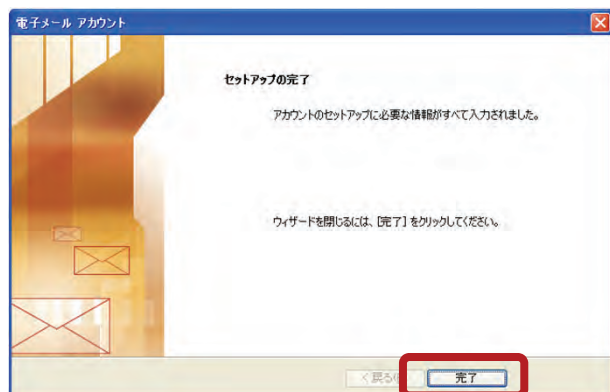 電子メール アカウント
セットアップの完了
アカウントのセットアップに必要な情報がすべて入力されました。
ウィザードを閉じるには、[完了] をクリックしてください。
< 戻る
完了